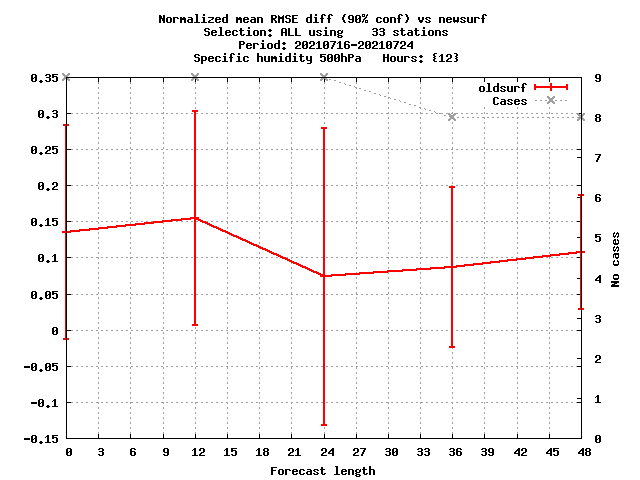 Normalized mean RMSE diff (90% conf) vs newsurf
Selection: ALL using    33 stations
Period: 20210716-20210724
Specific humidity 500hPa   Hours: {12}
oldsurf
Cases
0.35
0.3
0.25
0.2
0.15
0.1
0.05
0
-0.05
-0.1
-0.15
9
8
7
6
5
4
3
2
1
0
No cases
0 3 6 9 12 15 18 21 24 27 30 33 36 39 42 45 48
Forecast length